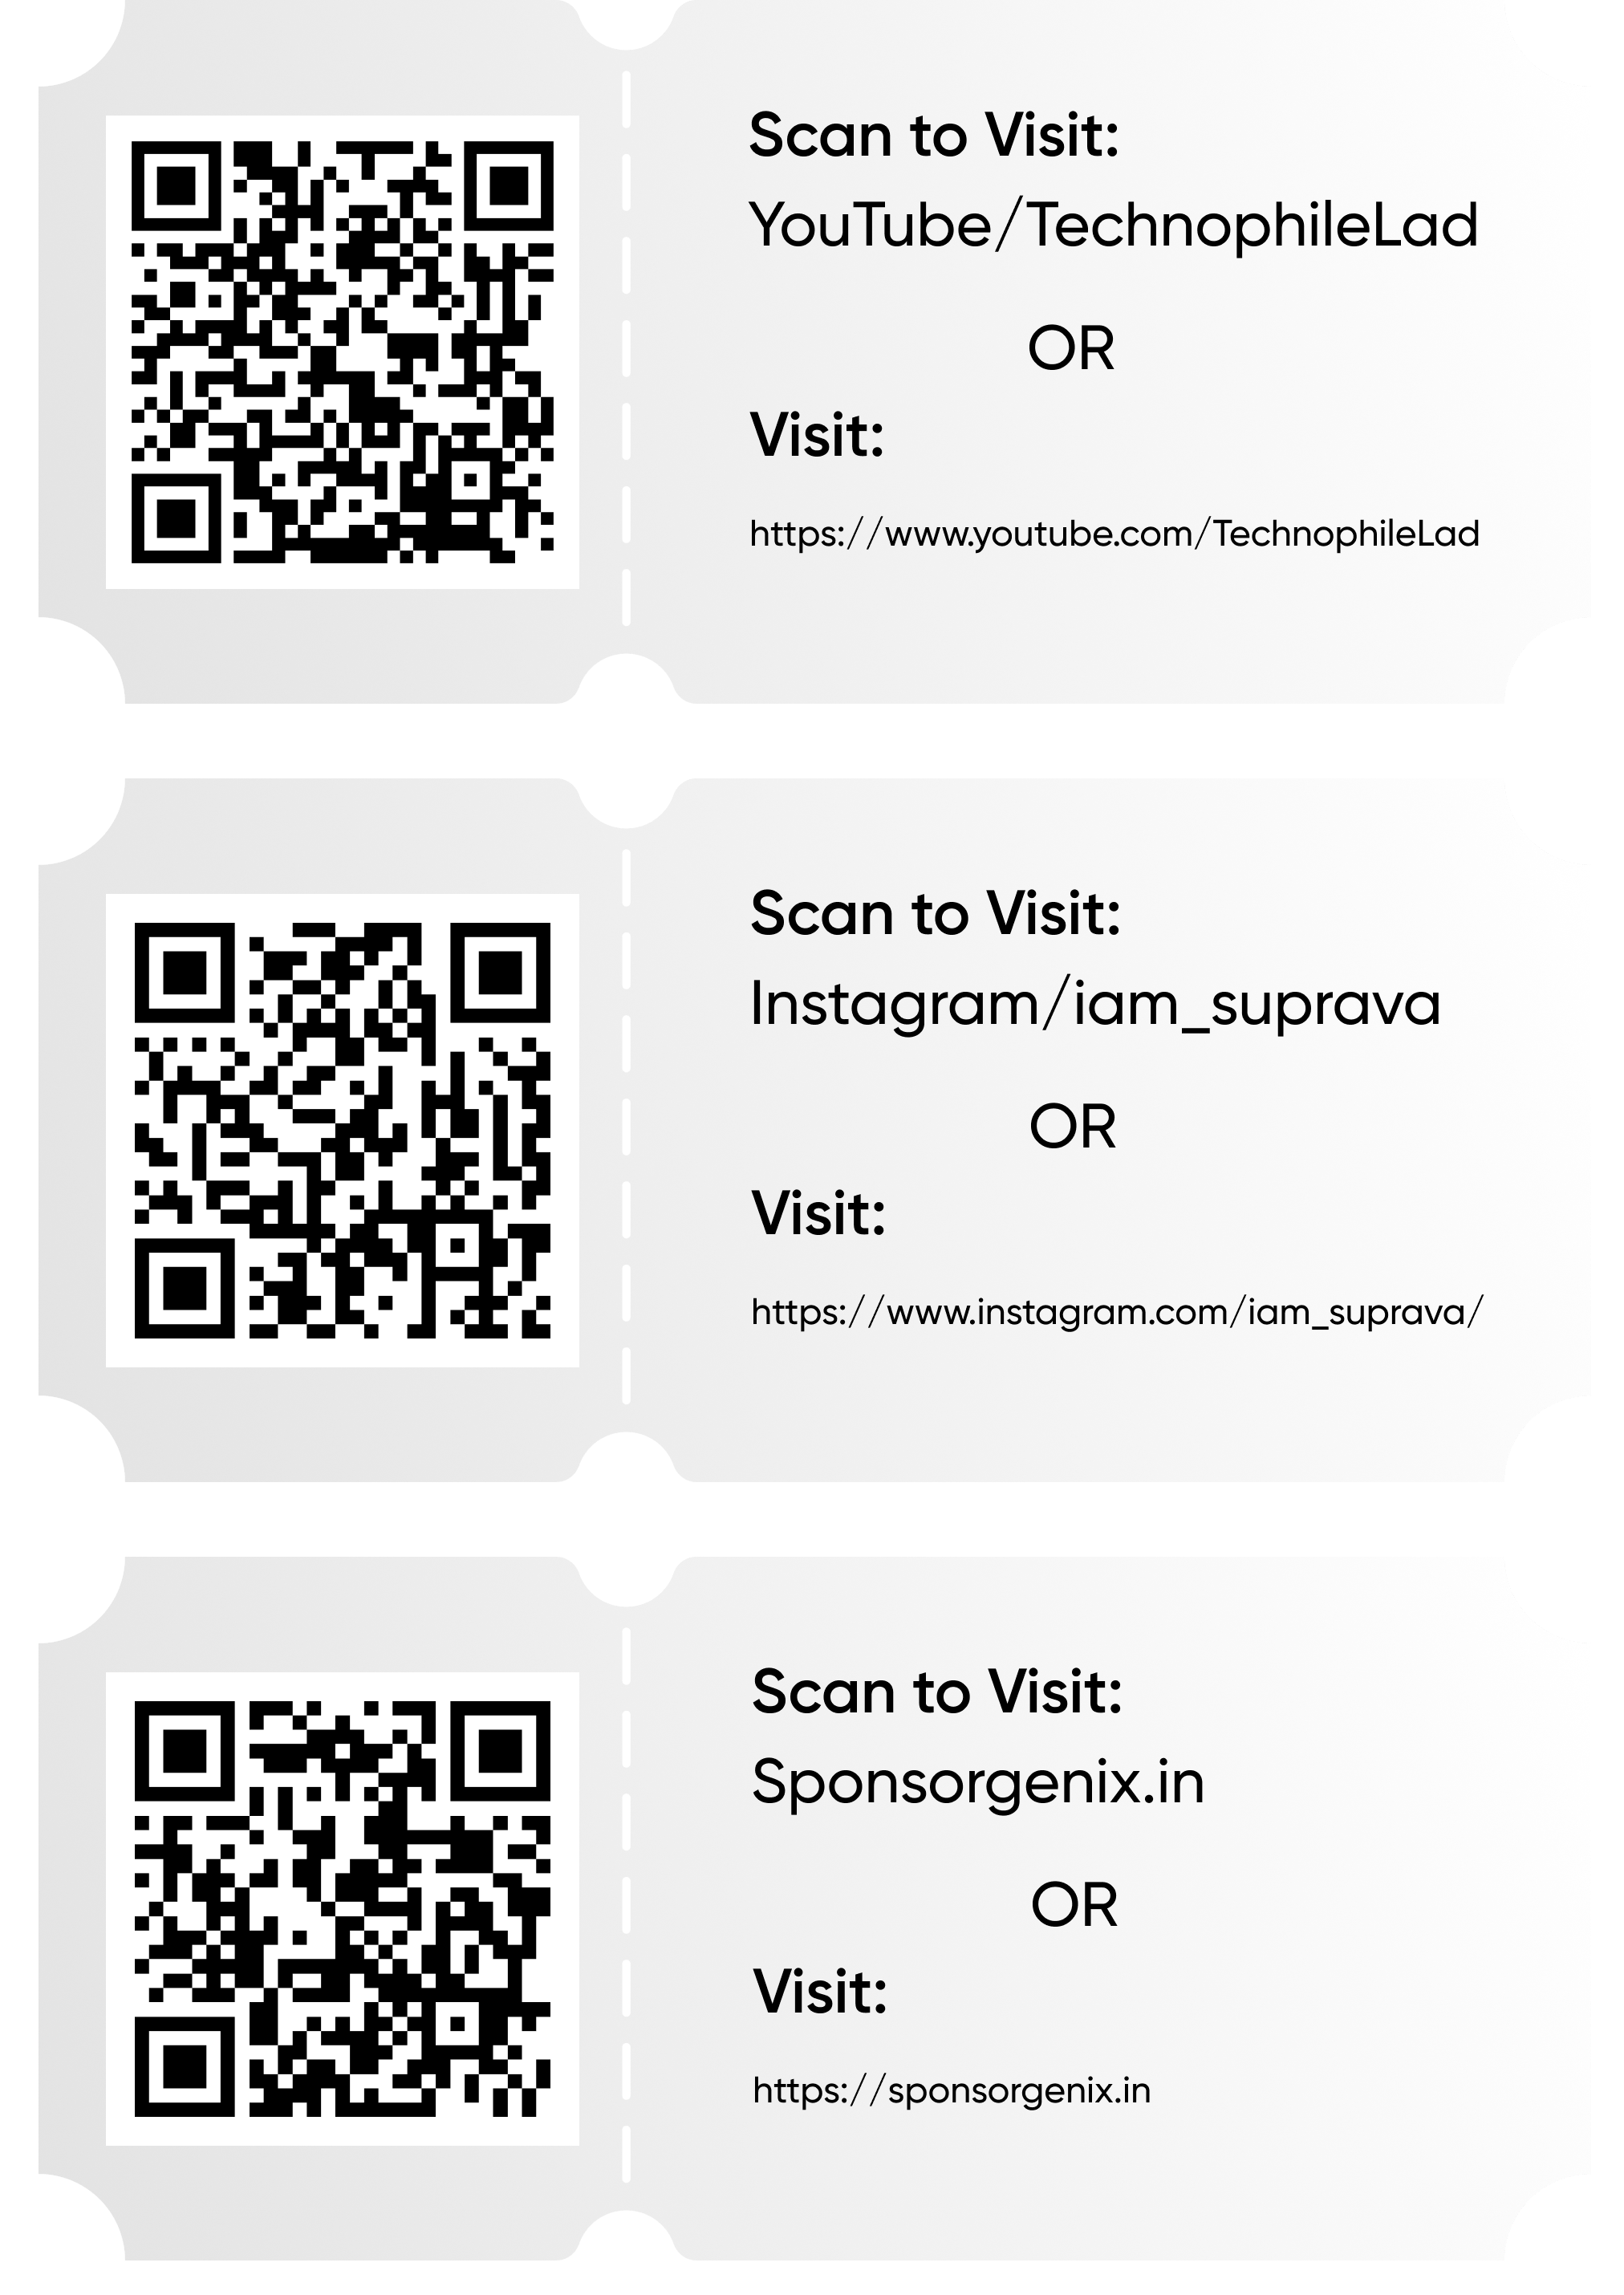 Scan to Visit:
YouTube/TechnophileLad
OR
Visit:
https://www.youtube.com/TechnophileLad
Scan to Visit:
Instagram/iam_suprava
OR
Visit:
https://www.instagram.com/iam_suprava/
Scan to Visit:
Sponsorgenix.in
OR
Visit:
https://sponsorgenix.in